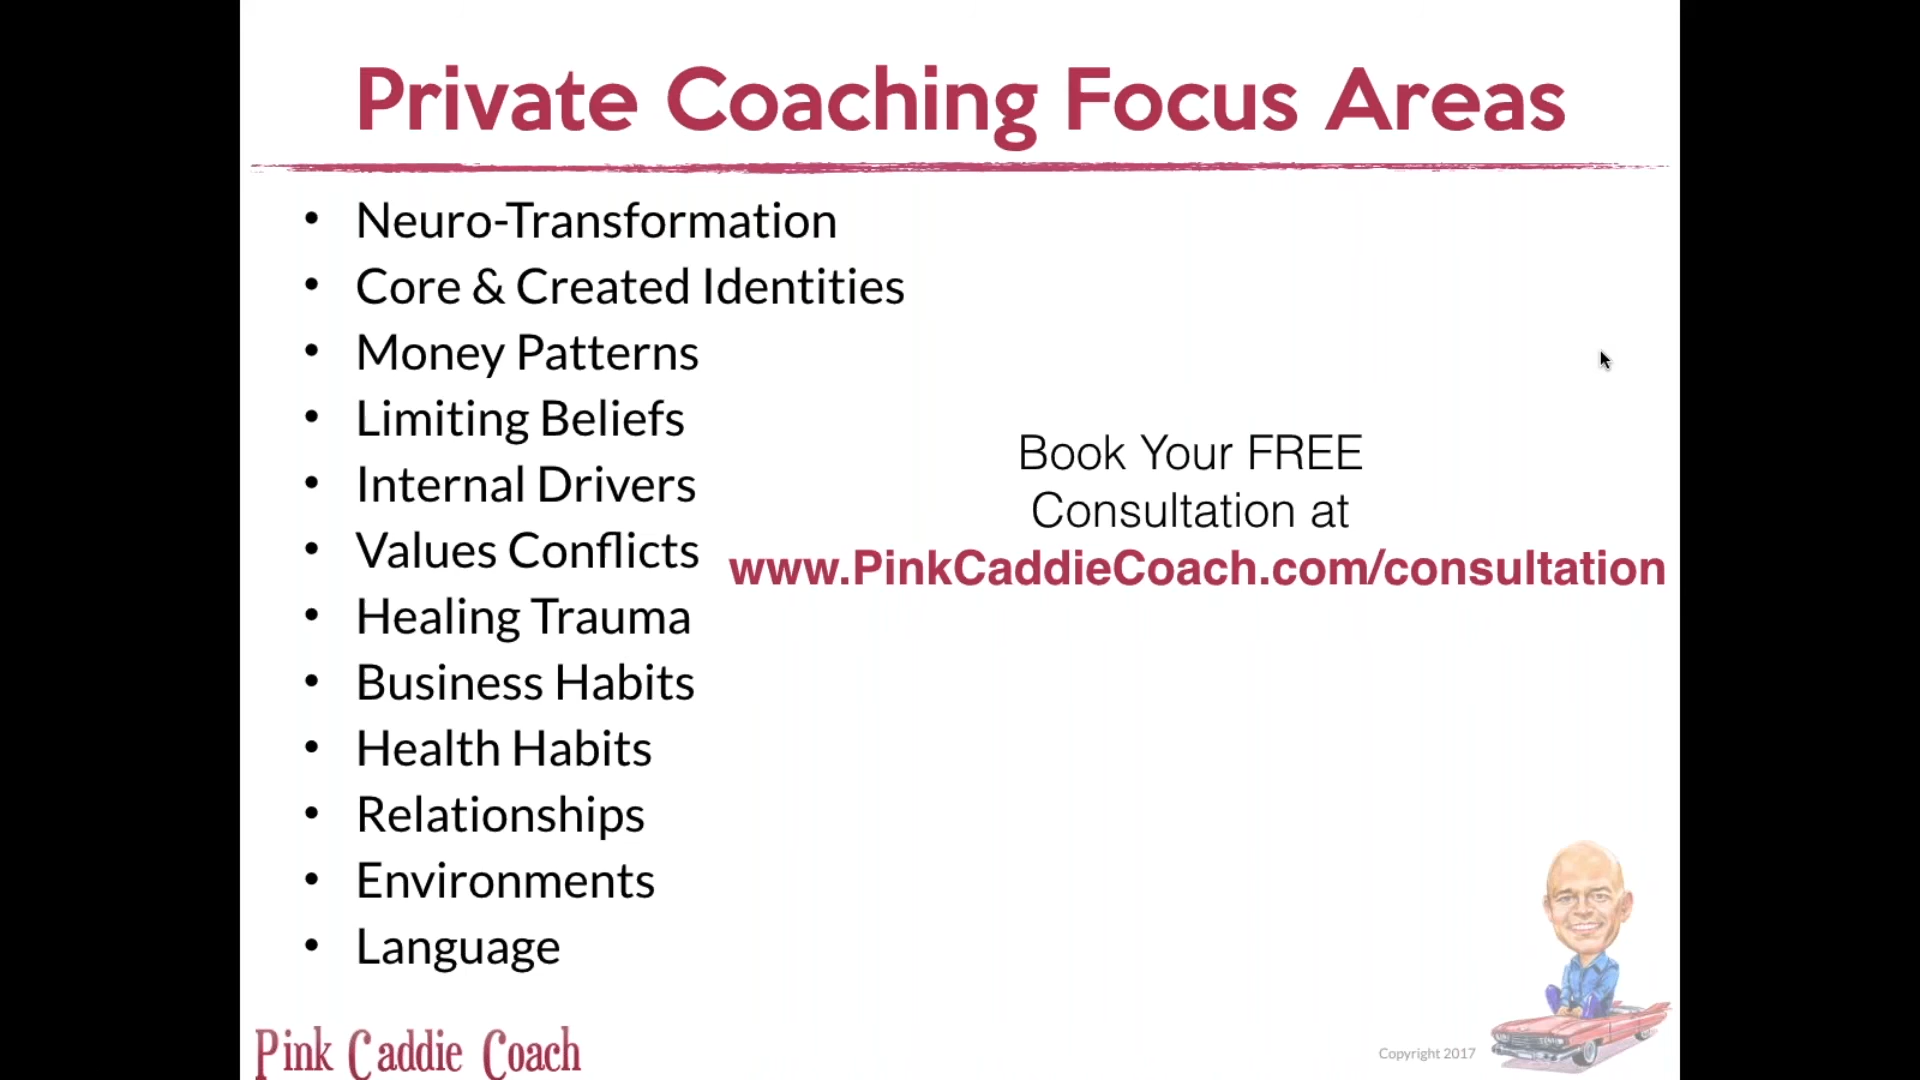 Private Coaching Focus Areas
• Neuro-Transformation
• Core & Created Identities
• Money Patterns
• Limiting Beliefs
• Internal Drivers
• Values Conflicts
• Healing Trauma
• Business Habits
• Health Habits
• Relationships
• Environments
• Language
Book Your FREE
Consultation at
www.PinkCaddieCoach.com/consultation
Pink Caddie Coach
Copyright 2017